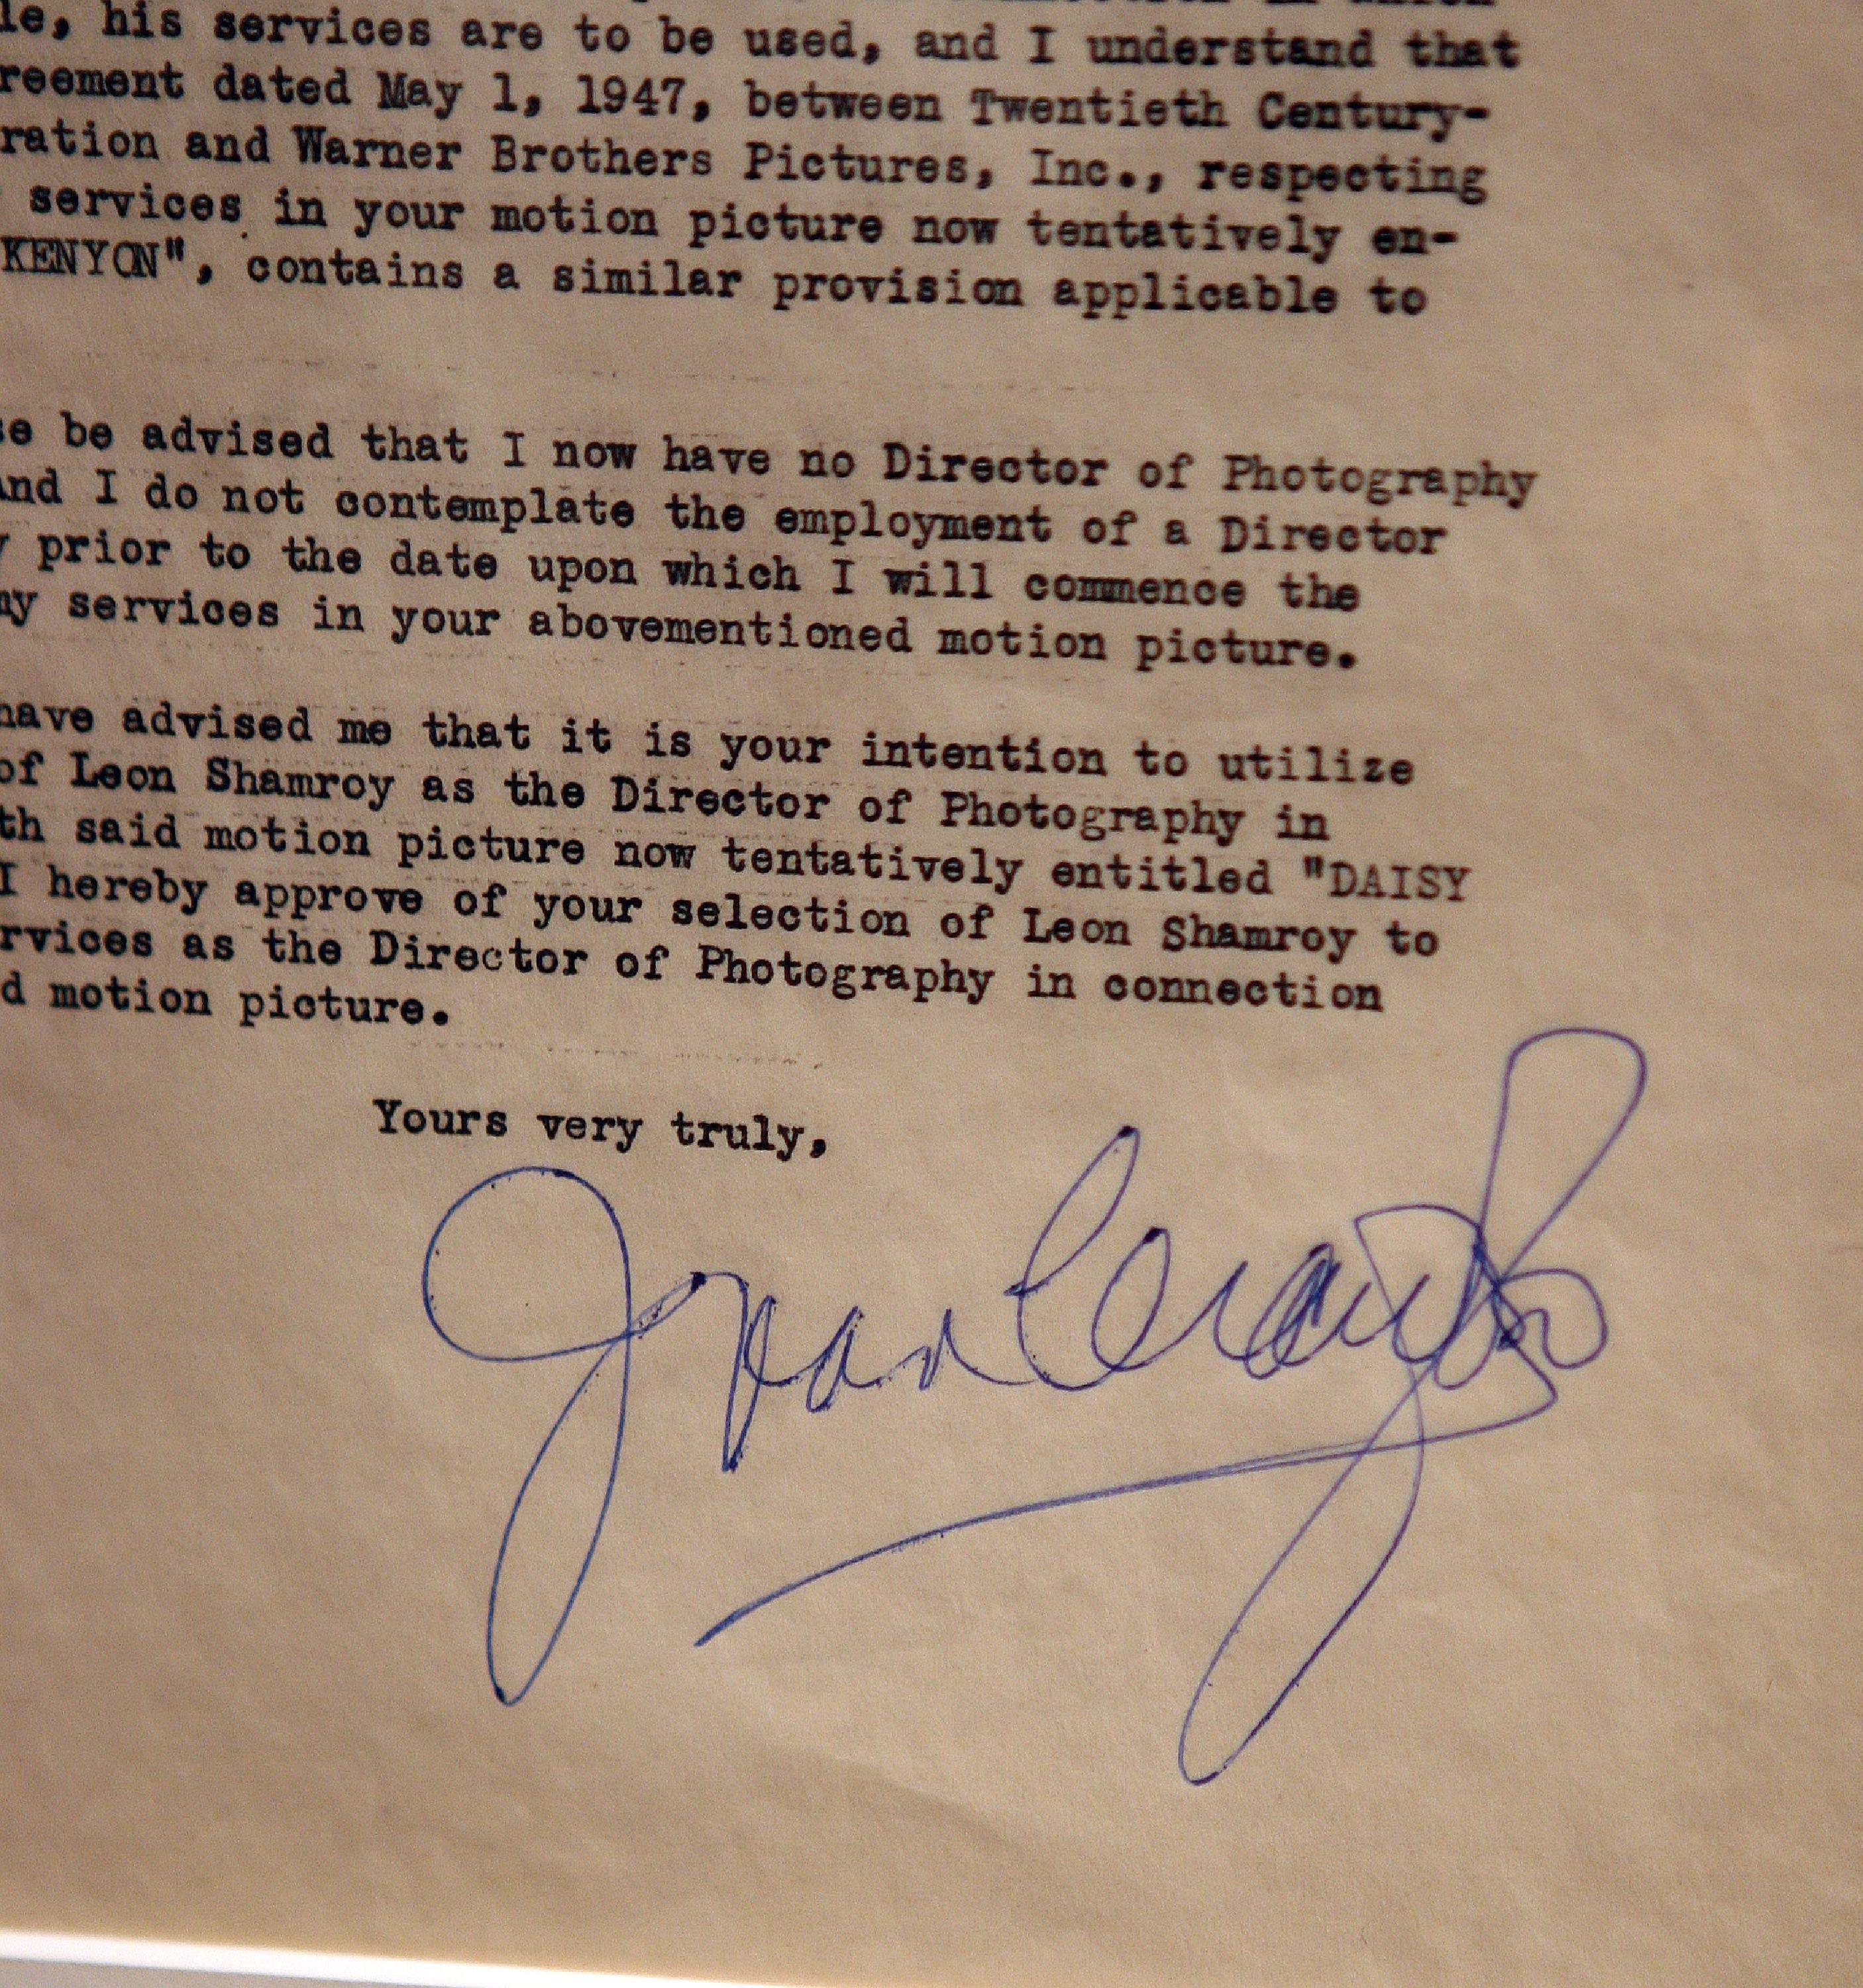 le, his services are to be used, and I understand that
reement dated May 1, 1947, between Twentieth Century-
ration and Warner Brothers Pictures, Inc., respecting
services in your motion picture now tentatively en-
KENYON", contains a similar provision applicable to
se be advised that I now have no Director of Photography
and I do not contemplate the employment of a Director
y prior to the date upon which I will commence the
my services in your abovementioned motion picture.
have advised me that it is your intention to utilize
of Leon Shamroy as the Director of Photography in
th said motion picture now tentatively entitled "DAISY
I hereby approve of your selection of Leon Shamroy to
rvices as the Director of Photography in connection
d motion picture.
Yours very truly,
Joan Crawford